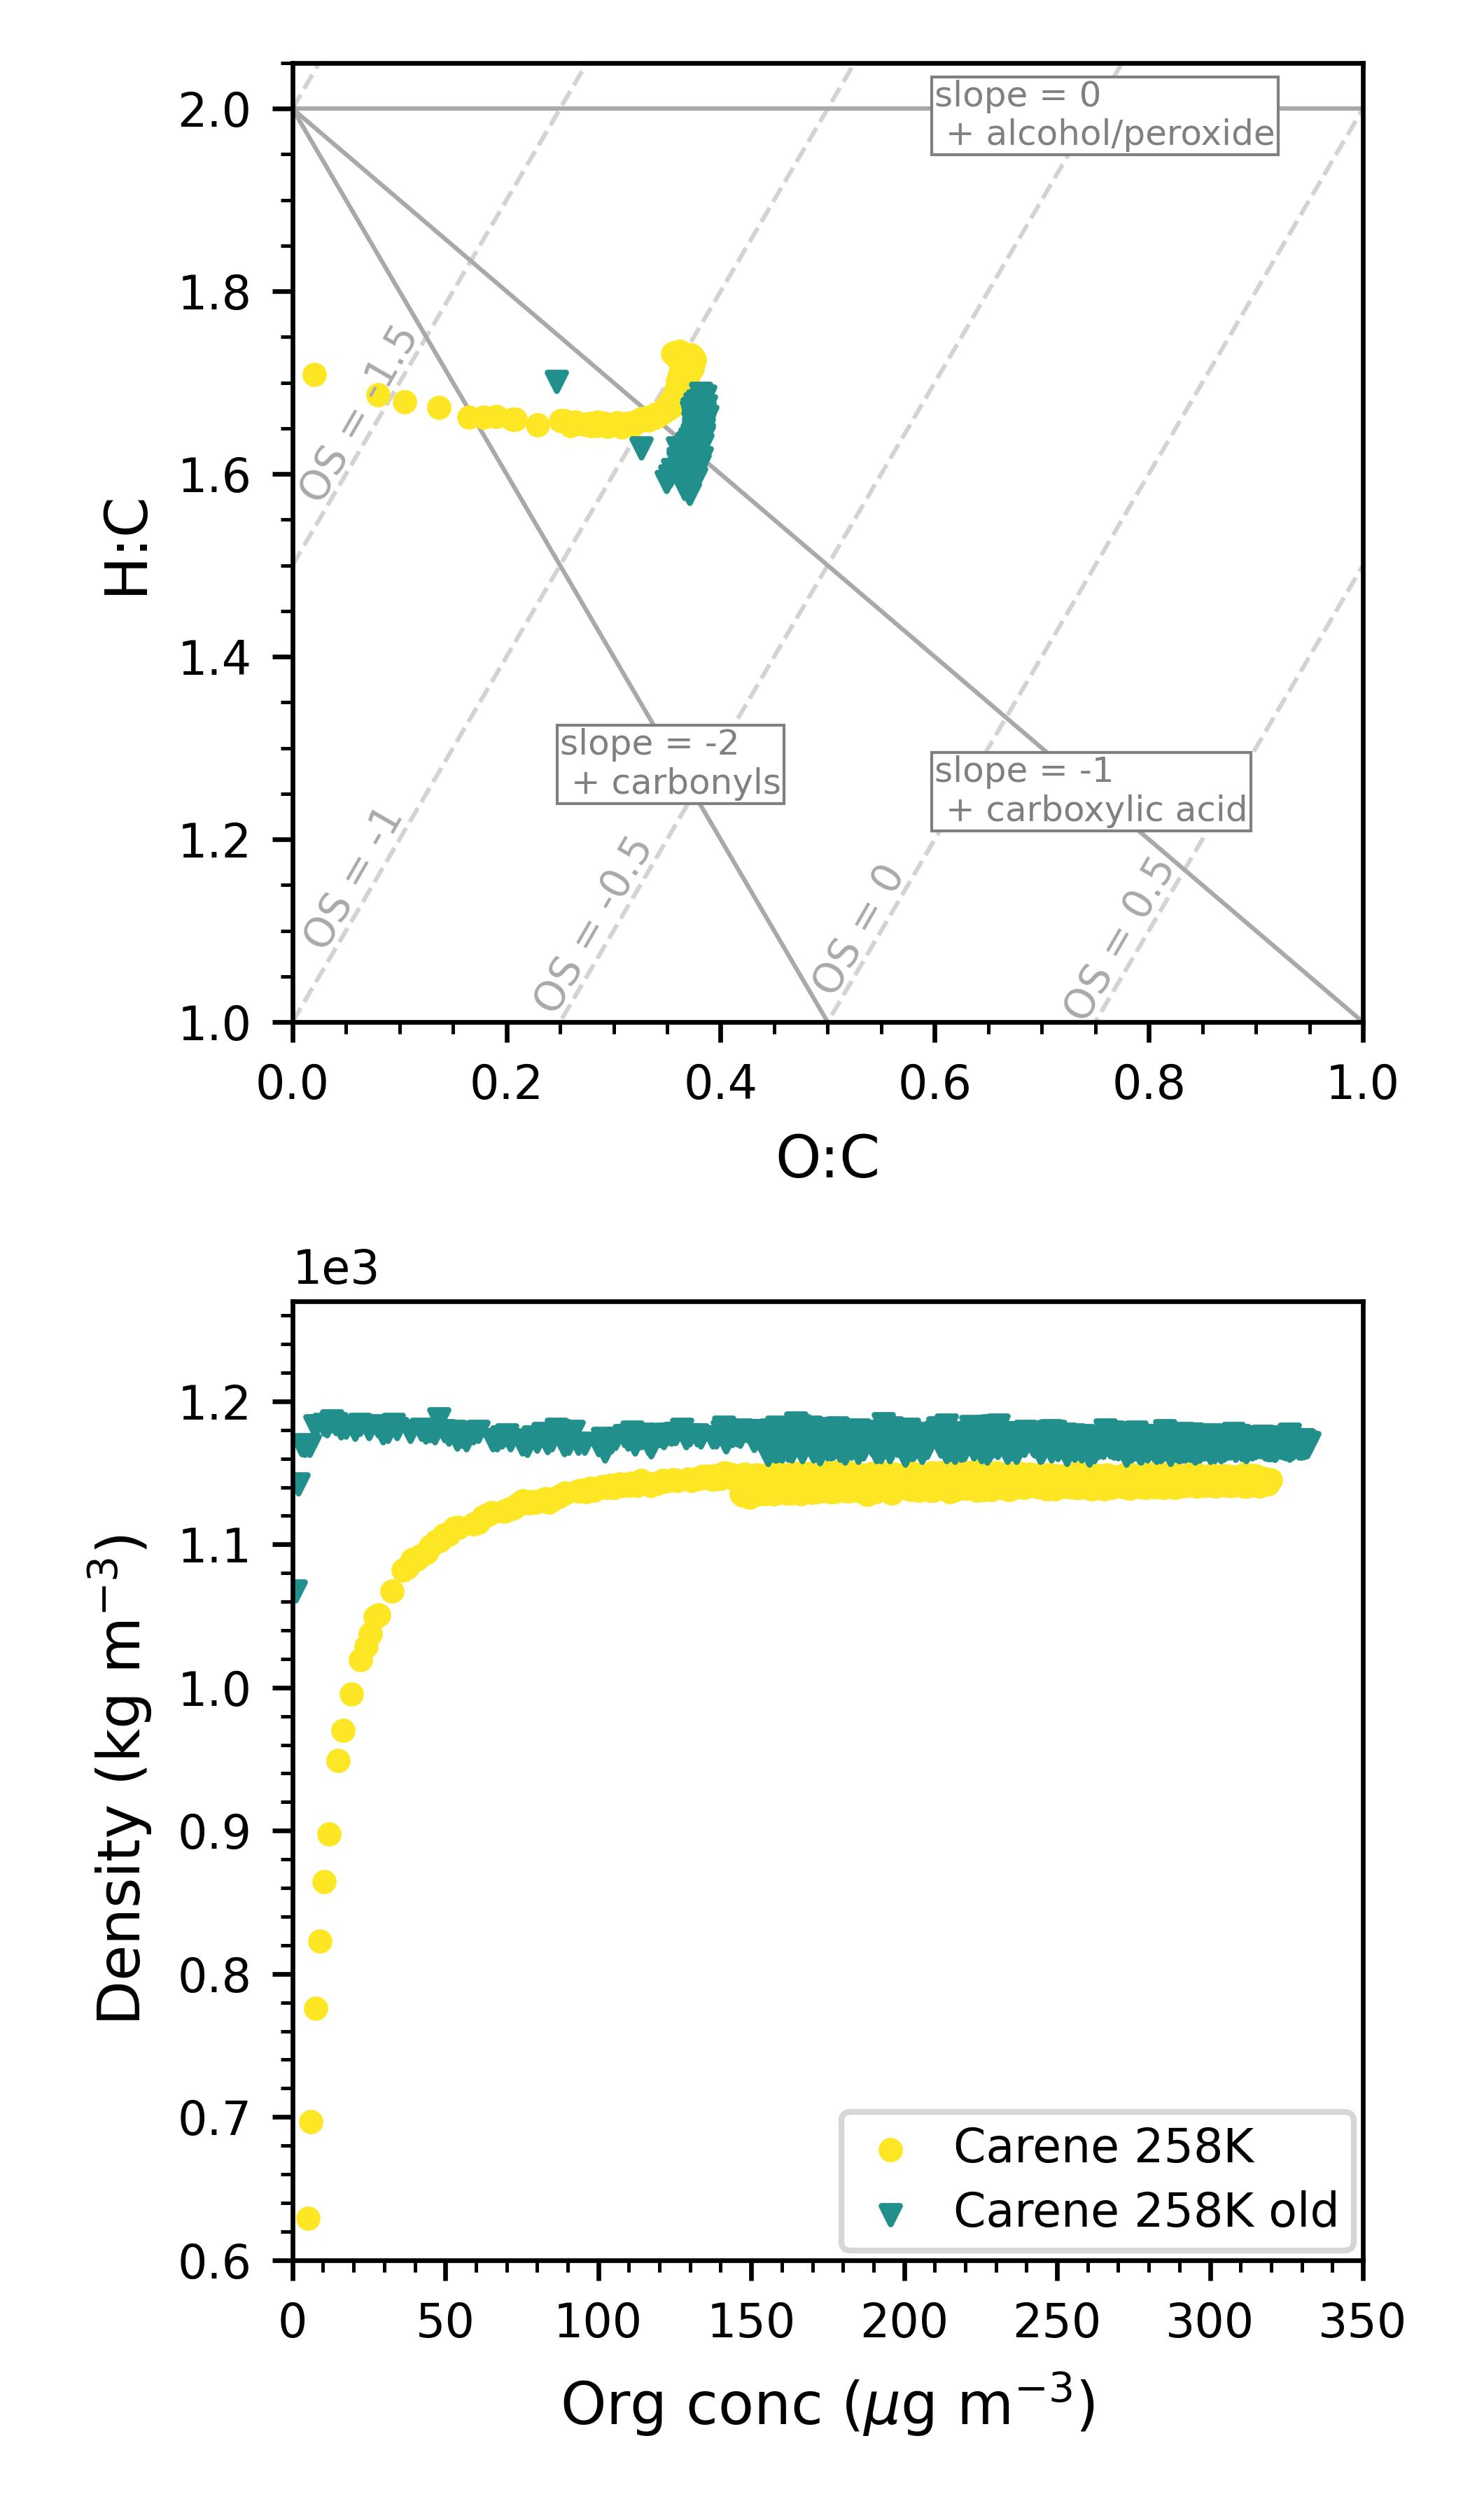 2.0
1.8
1.6
1.4
1.2
1.0
H:C
slope = 0
+ alcohol/peroxide
OS = -1.5
slope = -2
+ carbonyls
slope = -1
+ carboxylic acid
OS = -1
OS = -0.5
OS = 0
OS = 0.5
0.0 0.2 0.4 0.6 0.8 1.0
O:C
1e3
1.2
1.1
1.0
0.9
0.8
0.7
0.6
Density (kg m⁻³)
Carene 258K
Carene 258K old
0 50 100 150 200 250 300 350
Org conc (μg m⁻³)